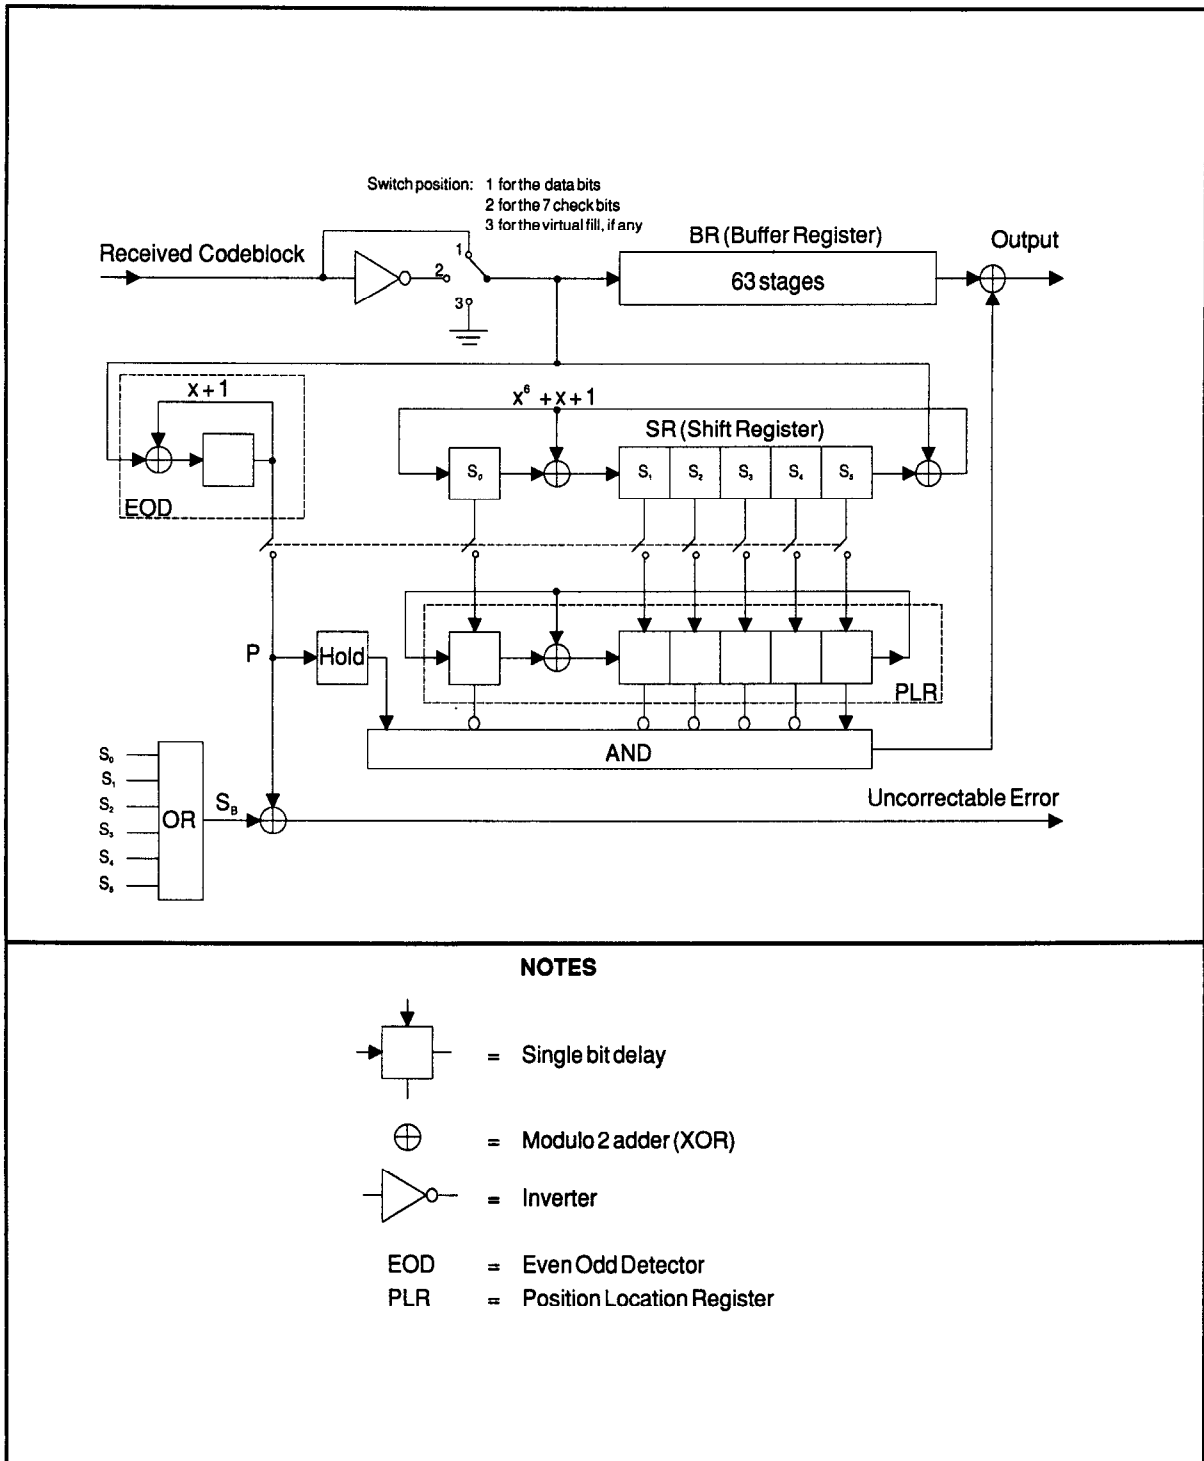 Switch position: 1 for the data bits
2 for the 7 check bits
3 for the virtual fill, if any
Received Codeblock
1
2
3
BR (Buffer Register)
63 stages
Output
x + 1
EOD
x⁶ + x + 1
SR (Shift Register)
S₀
S₁
S₂
S₃
S₄
S₅
P
Hold
PLR
AND
S₀
S₁
S₂
S₃
S₄
S₅
OR
S_B
Uncorrectable Error
NOTES
= Single bit delay
= Modulo 2 adder (XOR)
= Inverter
EOD = Even Odd Detector
PLR = Position Location Register